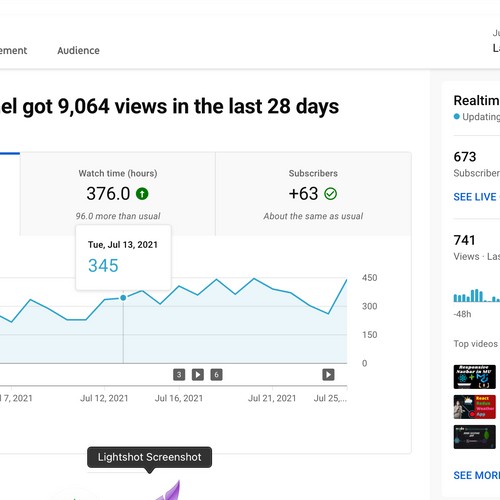 Ju
ement Audience
L
el got 9,064 views in the last 28 days
Realtim
Updating
Watch time (hours)
376.0
96.0 more than usual
Subscribers
+63
About the same as usual
673
Subscriber
SEE LIVE
Tue, Jul 13, 2021
345
741
Views · Las
450
300
150
0
-48h
3 6
l 7, 2021 Jul 12, 2021 Jul 16, 2021 Jul 21, 2021 Jul 25,...
Top videos
Responsive
Navbar in MU
React
Redux
Weather
App
Lightshot Screenshot
SEE MOR